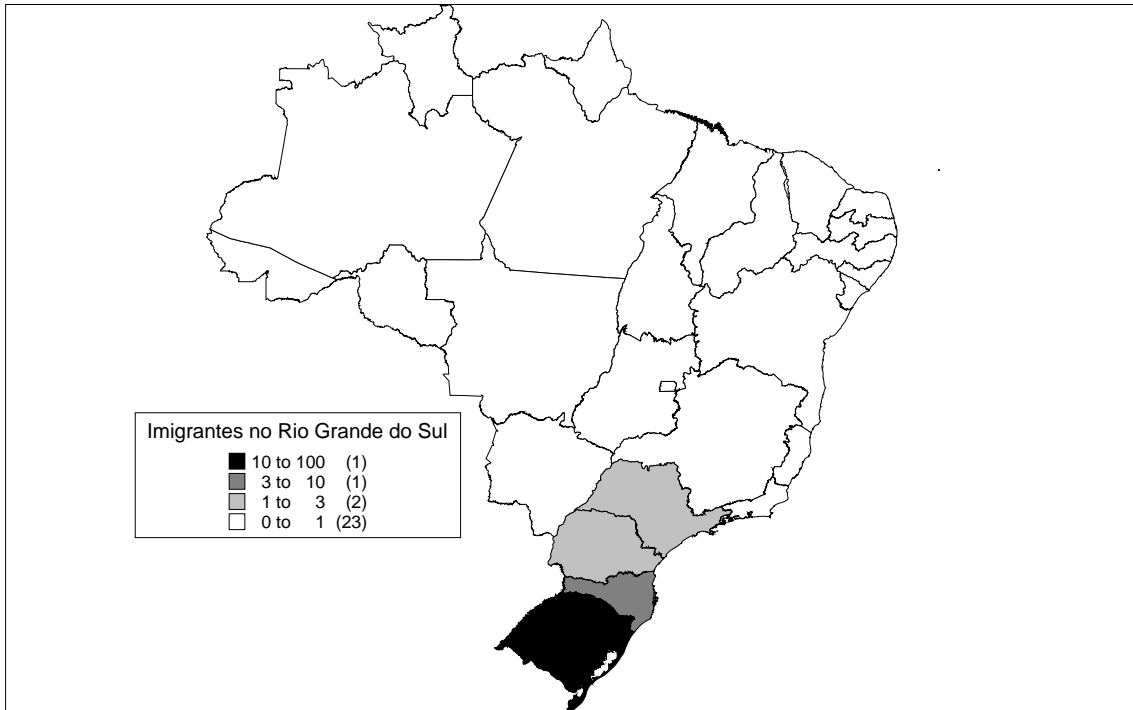 Imigrantes no Rio Grande do Sul
10 to 100 (1)
3 to 10 (1)
1 to 3 (2)
0 to 1 (23)